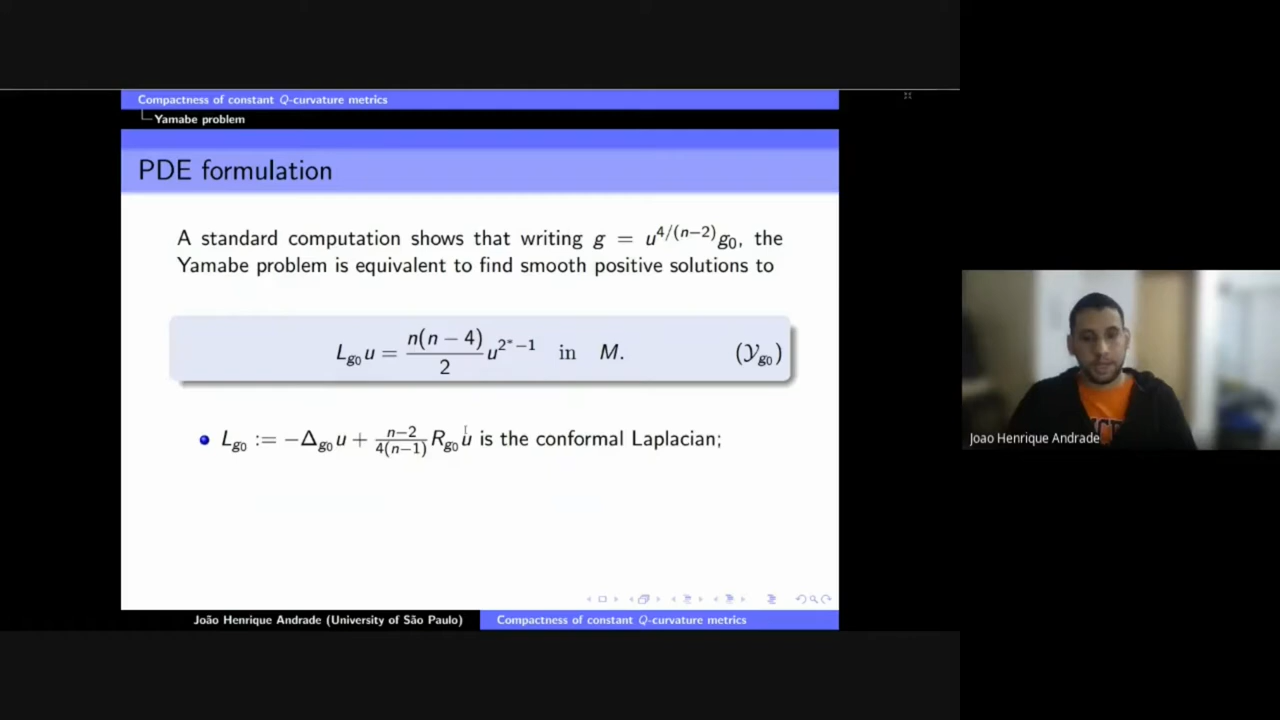 Compactness of constant Q-curvature metrics
Yamabe problem
PDE formulation
A standard computation shows that writing g = u^{4/(n−2)}g_0, the
Yamabe problem is equivalent to find smooth positive solutions to
L_{g_0}u = \frac{n(n−4)}{2}u^{2^*−1} in M. (𝒴_{g_0})
L_{g_0} := −Δ_{g_0}u + \frac{n−2}{4(n−1)}R_{g_0}u is the conformal Laplacian;
Joao Henrique Andrade
João Henrique Andrade (University of São Paulo) Compactness of constant Q-curvature metrics